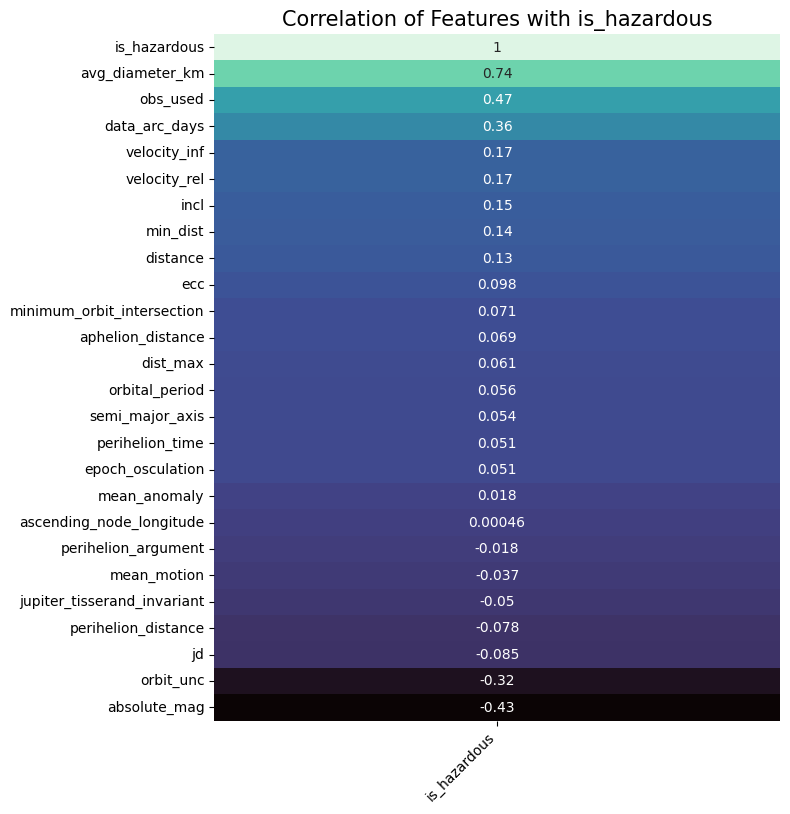 Correlation of Features with is_hazardous
is_hazardous 1
avg_diameter_km 0.74
obs_used 0.47
data_arc_days 0.36
velocity_inf 0.17
velocity_rel 0.17
incl 0.15
min_dist 0.14
distance 0.13
ecc 0.098
minimum_orbit_intersection 0.071
aphelion_distance 0.069
dist_max 0.061
orbital_period 0.056
semi_major_axis 0.054
perihelion_time 0.051
epoch_osculation 0.051
mean_anomaly 0.018
ascending_node_longitude 0.00046
perihelion_argument -0.018
mean_motion -0.037
jupiter_tisserand_invariant -0.05
perihelion_distance -0.078
jd -0.085
orbit_unc -0.32
absolute_mag -0.43
is_hazardous